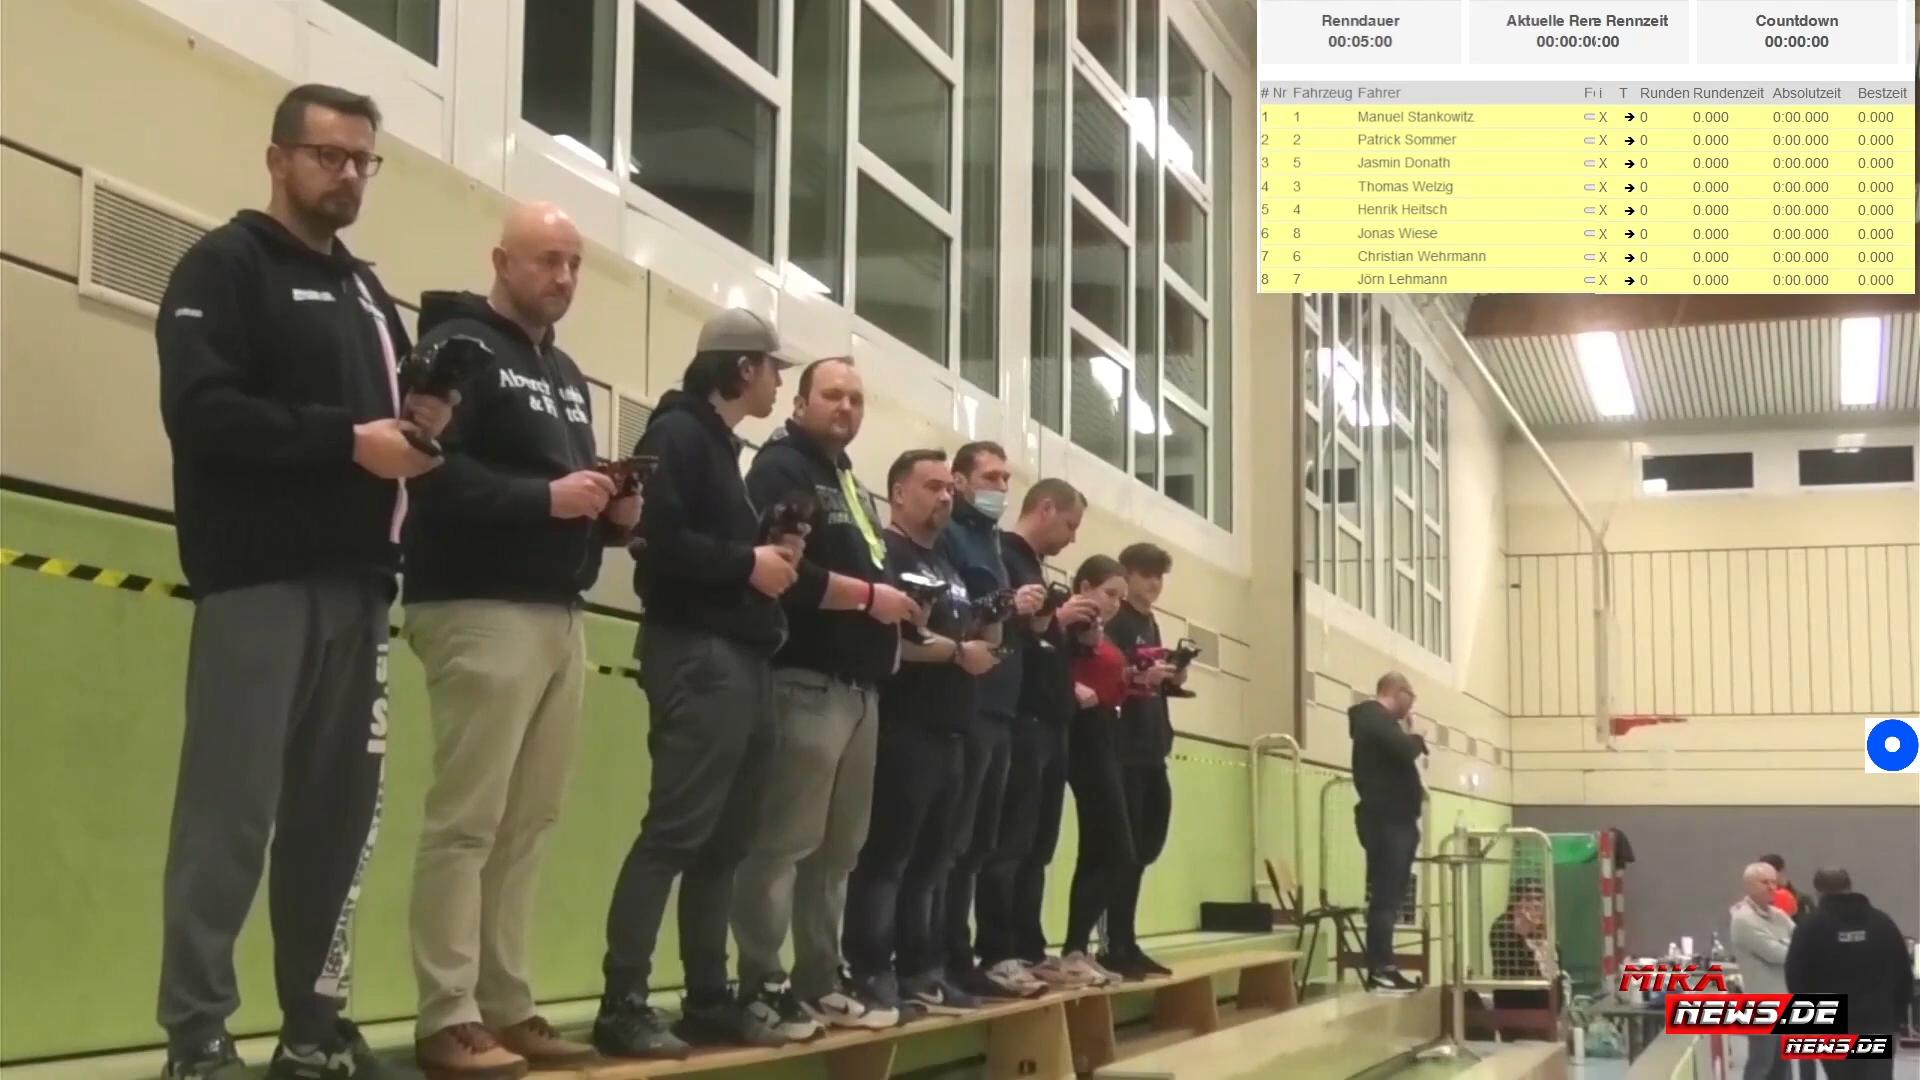 Renndauer Aktuelle Rere Rennzeit Countdown
00:05:00 00:00:0(:00 00:00:00
# Nr Fahrzeug Fahrer F( i T Runden Rundenzeit Absolutzeit Bestzeit
1 1 Manuel Stankowitz X ➔ 0 0.000 0:00.000 0.000
2 2 Patrick Sommer X ➔ 0 0.000 0:00.000 0.000
3 5 Jasmin Donath X ➔ 0 0.000 0:00.000 0.000
4 3 Thomas Welzig X ➔ 0 0.000 0:00.000 0.000
5 4 Henrik Heitsch X ➔ 0 0.000 0:00.000 0.000
6 8 Jonas Wiese X ➔ 0 0.000 0:00.000 0.000
7 6 Christian Wehrmann X ➔ 0 0.000 0:00.000 0.000
8 7 Jörn Lehmann X ➔ 0 0.000 0:00.000 0.000
MIKA
NEWS.DE
NEWS.DE